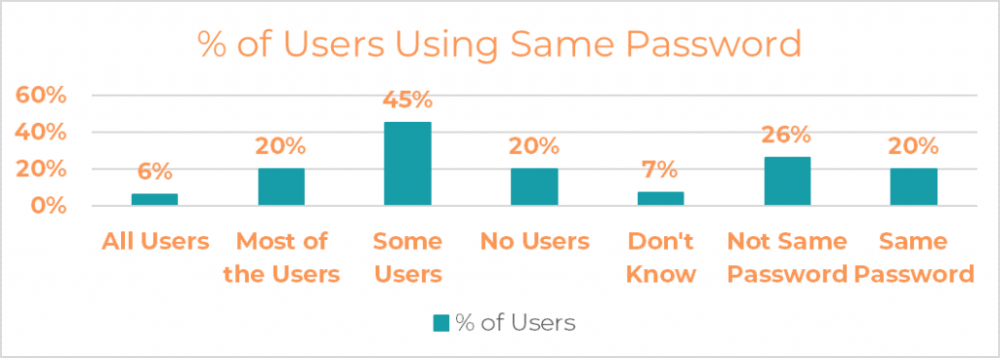 % of Users Using Same Password
60%
40%
20%
0%
6%
20%
45%
20%
7%
26%
20%
All Users
Most of
the Users
Some
Users
No Users
Don't
Know
Not Same
Password
Same
Password
% of Users